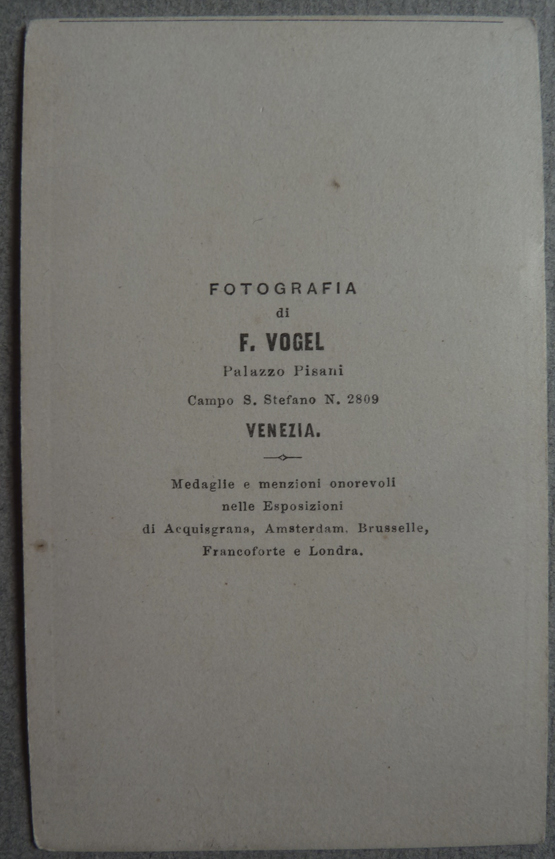 FOTOGRAFIA
di
F. VOGEL
Palazzo Pisani
Campo S. Stefano N. 2809
VENEZIA.
Medaglie e menzioni onorevoli
nelle Esposizioni
di Acquisgrana, Amsterdam. Brusselle,
Francoforte e Londra.